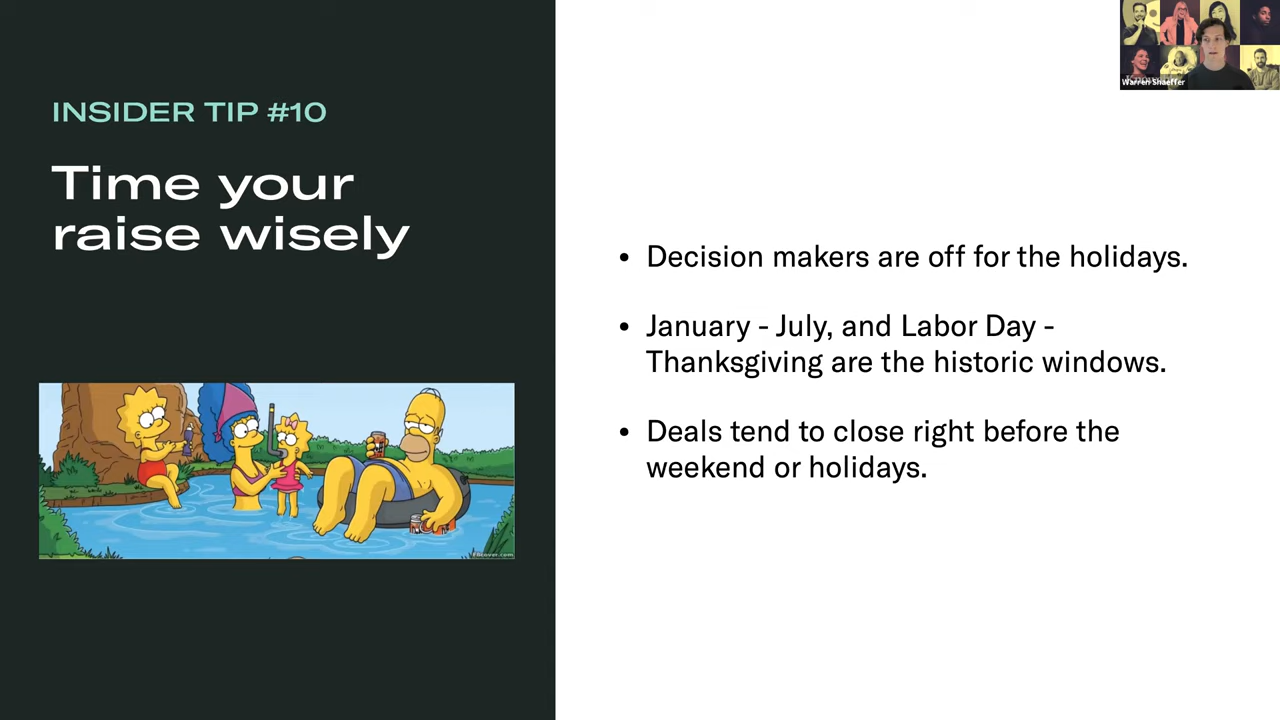 INSIDER TIP #10
Time your
raise wisely
• Decision makers are off for the holidays.
• January - July, and Labor Day -
Thanksgiving are the historic windows.
• Deals tend to close right before the
weekend or holidays.
Warren Shaeffer